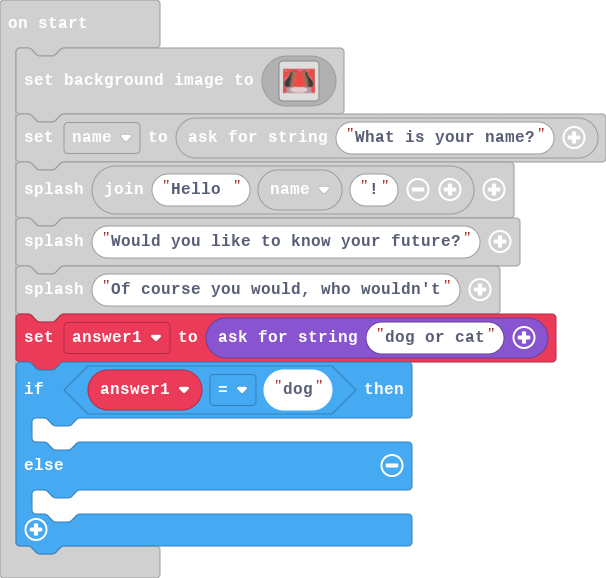 on start
set background image to
set name to ask for string "What is your name?"
splash join "Hello " name "!"
splash "Would you like to know your future?"
splash "Of course you would, who wouldn't"
set answer1 to ask for string "dog or cat"
if answer1 = "dog" then
else